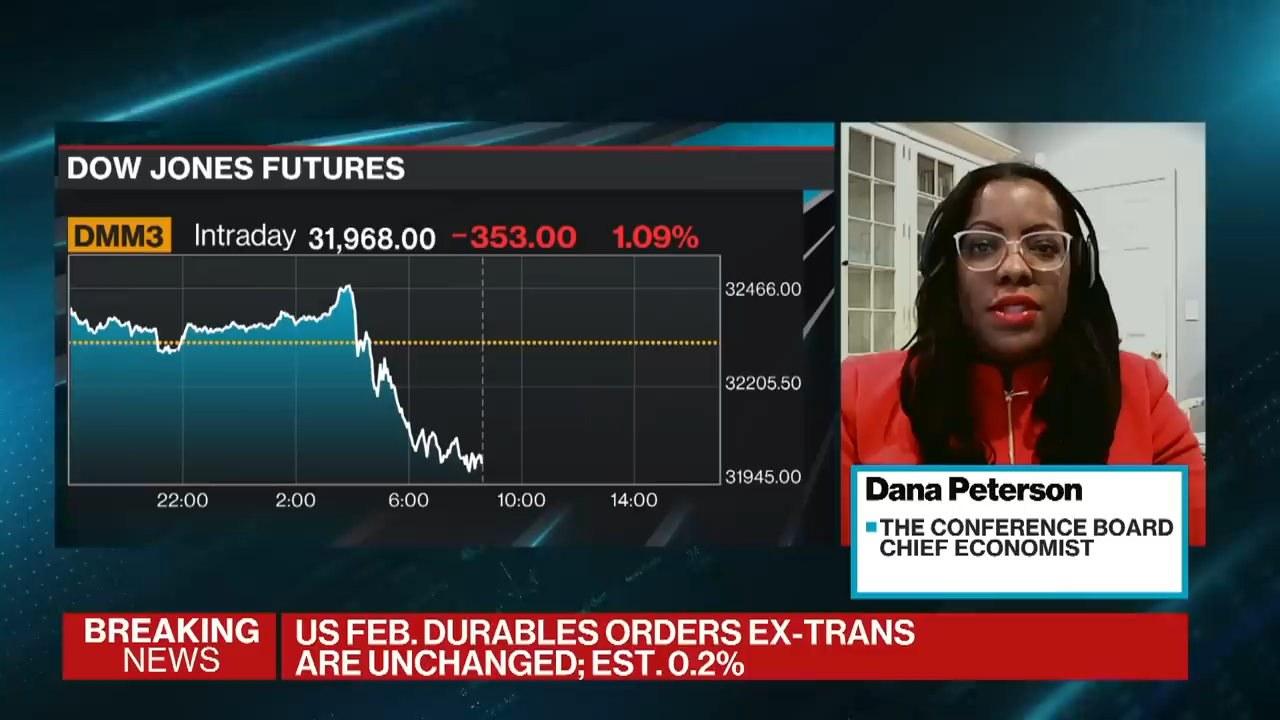 DOW JONES FUTURES
DMM3 Intraday 31,968.00 -353.00 1.09%
32466.00
32205.50
31945.00
22:00 2:00 6:00 10:00 14:00
Dana Peterson
THE CONFERENCE BOARD
CHIEF ECONOMIST
BREAKING
NEWS
US FEB. DURABLES ORDERS EX-TRANS
ARE UNCHANGED; EST. 0.2%